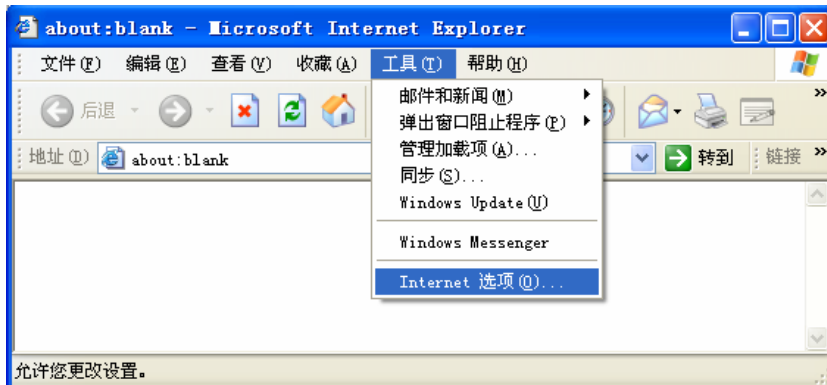 about:blank - Microsoft Internet Explorer
文件(F) 编辑(E) 查看(V) 收藏(A) 工具(T) 帮助(H)
后退
邮件和新闻(M)
弹出窗口阻止程序(P)
管理加载项(A)...
地址(D) about:blank
转到 链接
同步(S)...
Windows Update(U)
Windows Messenger
Internet 选项(O)...
允许您更改设置。